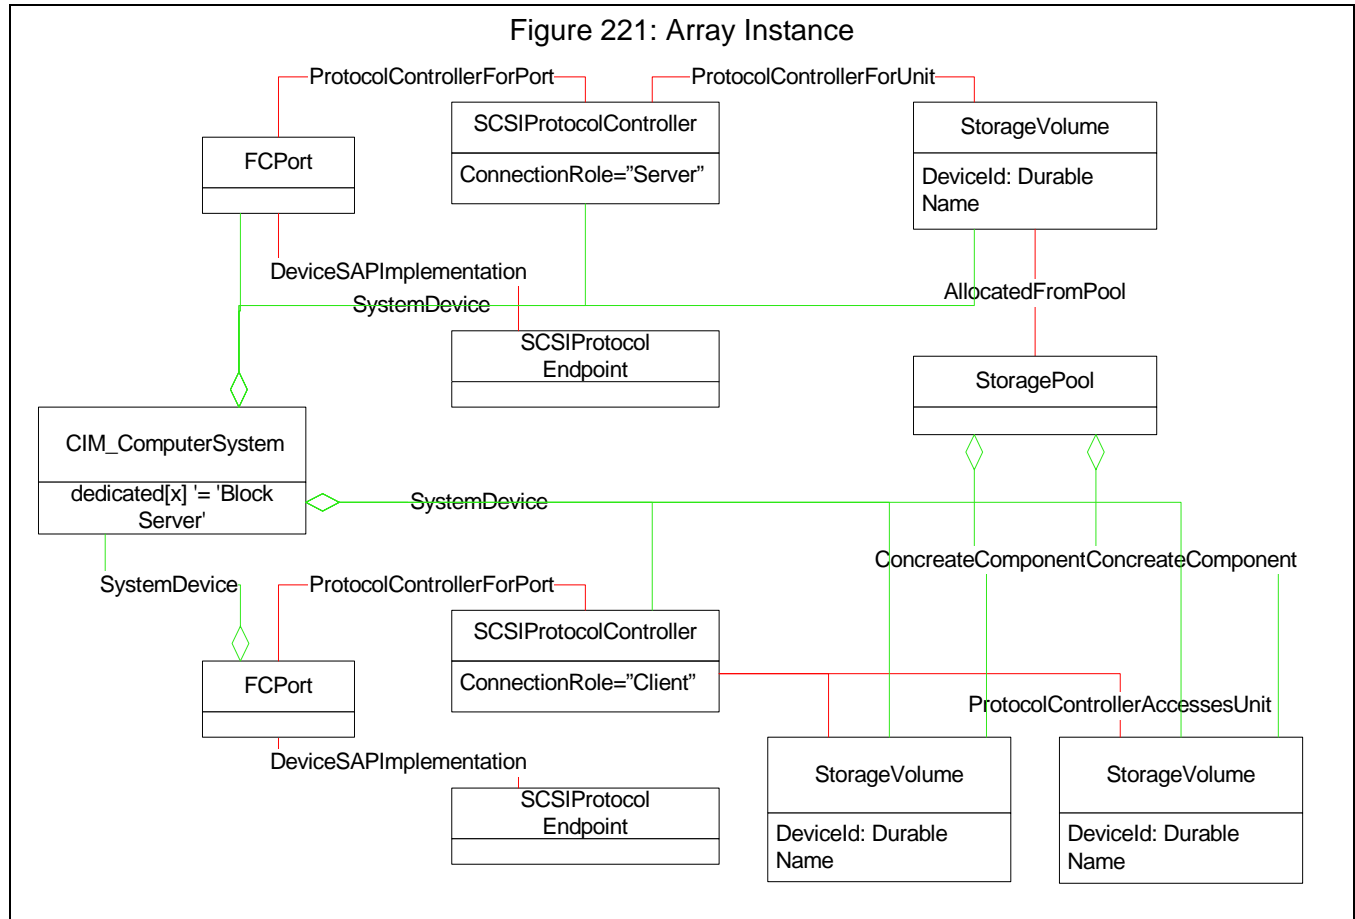 Figure 221: Array Instance
ProtocolControllerForPort
ProtocolControllerForUnit
SCSIProtocolController
ConnectionRole=”Server”
StorageVolume
DeviceId: Durable
Name
FCPort
DeviceSAPImplementation
SystemDevice
AllocatedFromPool
SCSIProtocol
Endpoint
StoragePool
CIM_ComputerSystem
dedicated[x] '= 'Block
Server'
SystemDevice
ConcreateComponentConcreateComponent
SystemDevice
ProtocolControllerForPort
SCSIProtocolController
ConnectionRole=”Client”
FCPort
ProtocolControllerAccessesUnit
DeviceSAPImplementation
SCSIProtocol
Endpoint
StorageVolume
DeviceId: Durable
Name
StorageVolume
DeviceId: Durable
Name